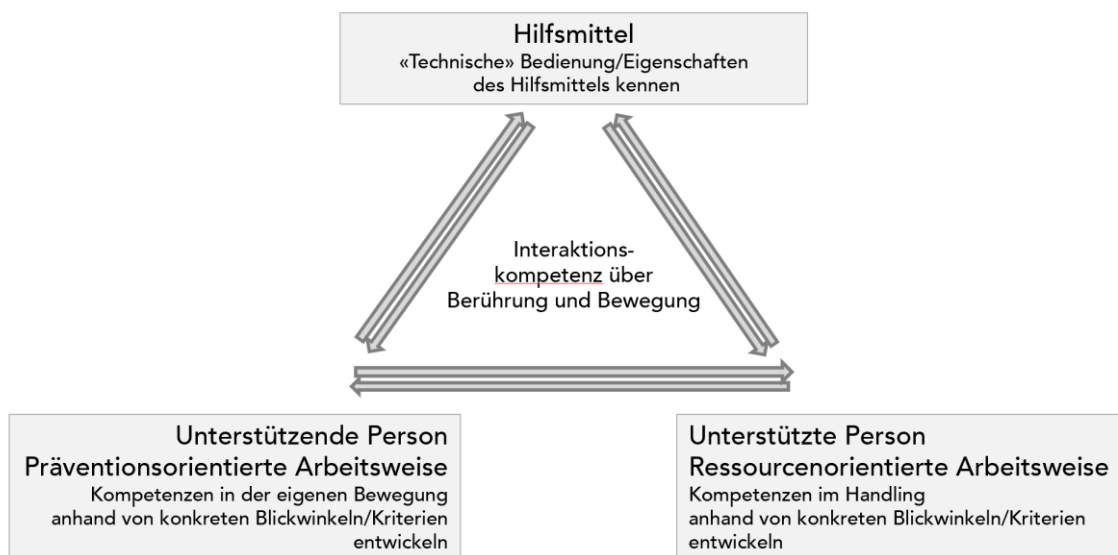 Hilfsmittel
«Technische» Bedienung/Eigenschaften
des Hilfsmittels kennen
Interaktions-
kompetenz über
Berührung und Bewegung
Unterstützende Person
Präventionsorientierte Arbeitsweise
Kompetenzen in der eigenen Bewegung
anhand von konkreten Blickwinkeln/Kriterien
entwickeln
Unterstützte Person
Ressourcenorientierte Arbeitsweise
Kompetenzen im Handling
anhand von konkreten Blickwinkeln/Kriterien
entwickeln